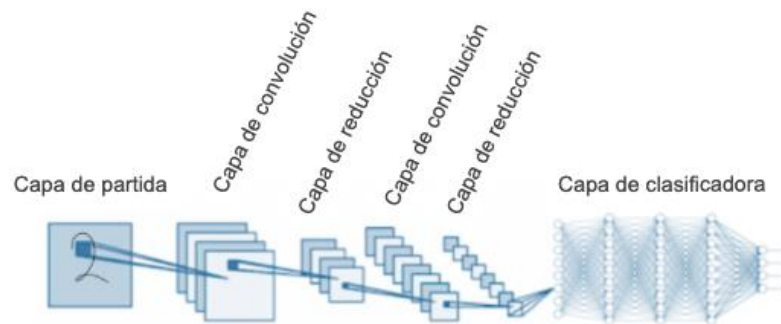 Capa de partida
Capa de convolución
Capa de reducción
Capa de convolución
Capa de reducción
Capa de clasificadora